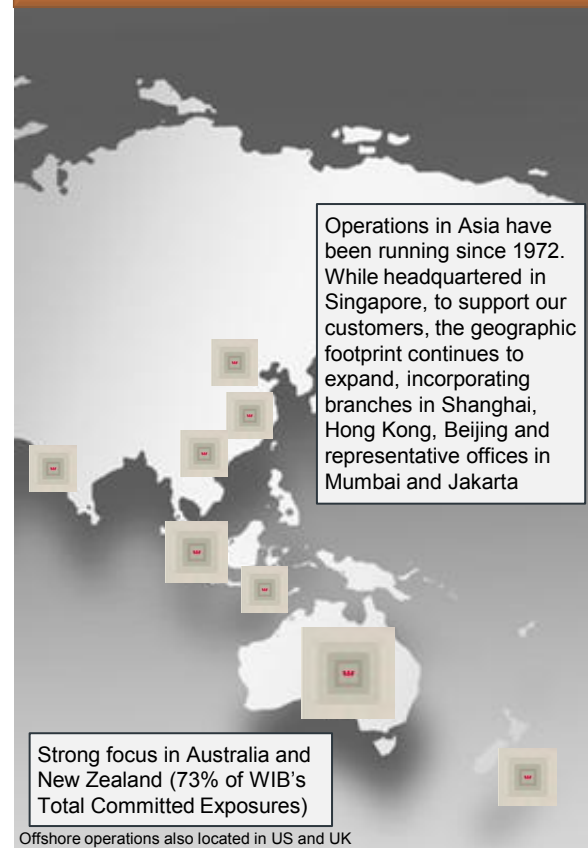 Operations in Asia have
been running since 1972.
While headquartered in
Singapore, to support our
customers, the geographic
footprint continues to
expand, incorporating
branches in Shanghai,
Hong Kong, Beijing and
representative offices in
Mumbai and Jakarta
Strong focus in Australia and
New Zealand (73% of WIB's
Total Committed Exposures)
Offshore operations also located in US and UK